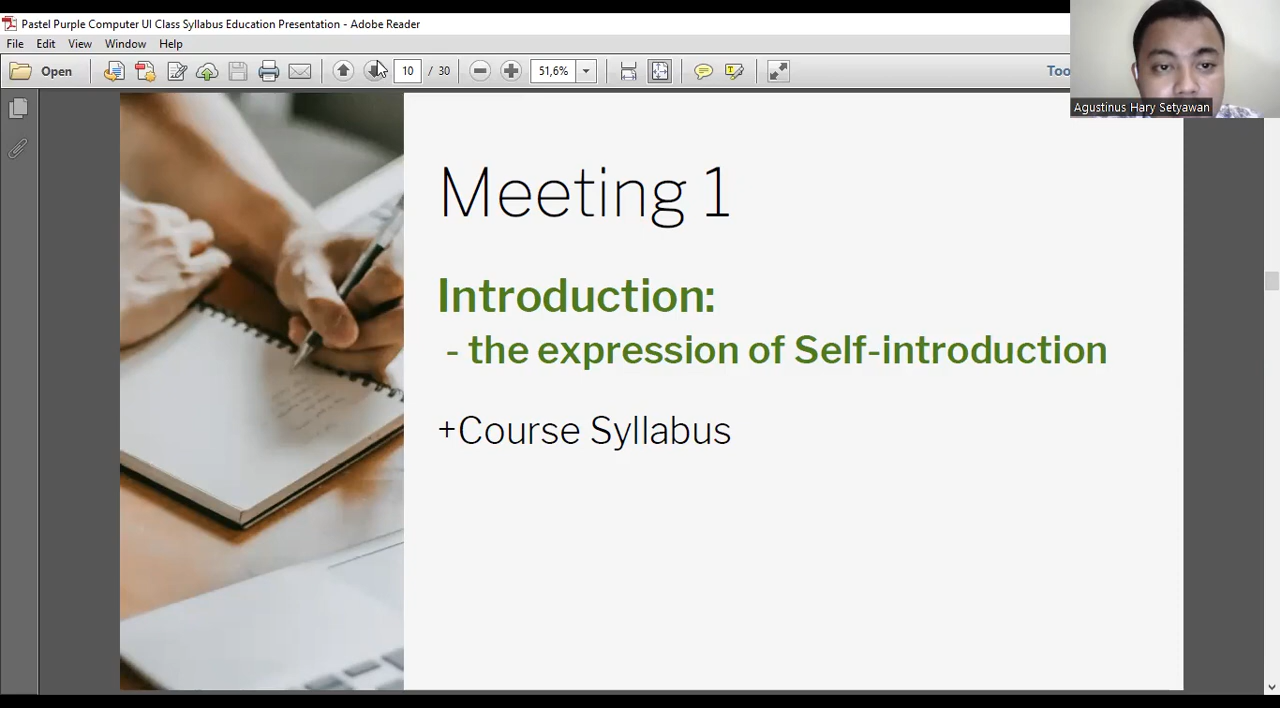 Pastel Purple Computer UI Class Syllabus Education Presentation - Adobe Reader
File Edit View Window Help
Open 10 / 30 51,6% Too
Agustinus Hary Setyawan
Meeting 1
Introduction:
- the expression of Self-introduction
+Course Syllabus